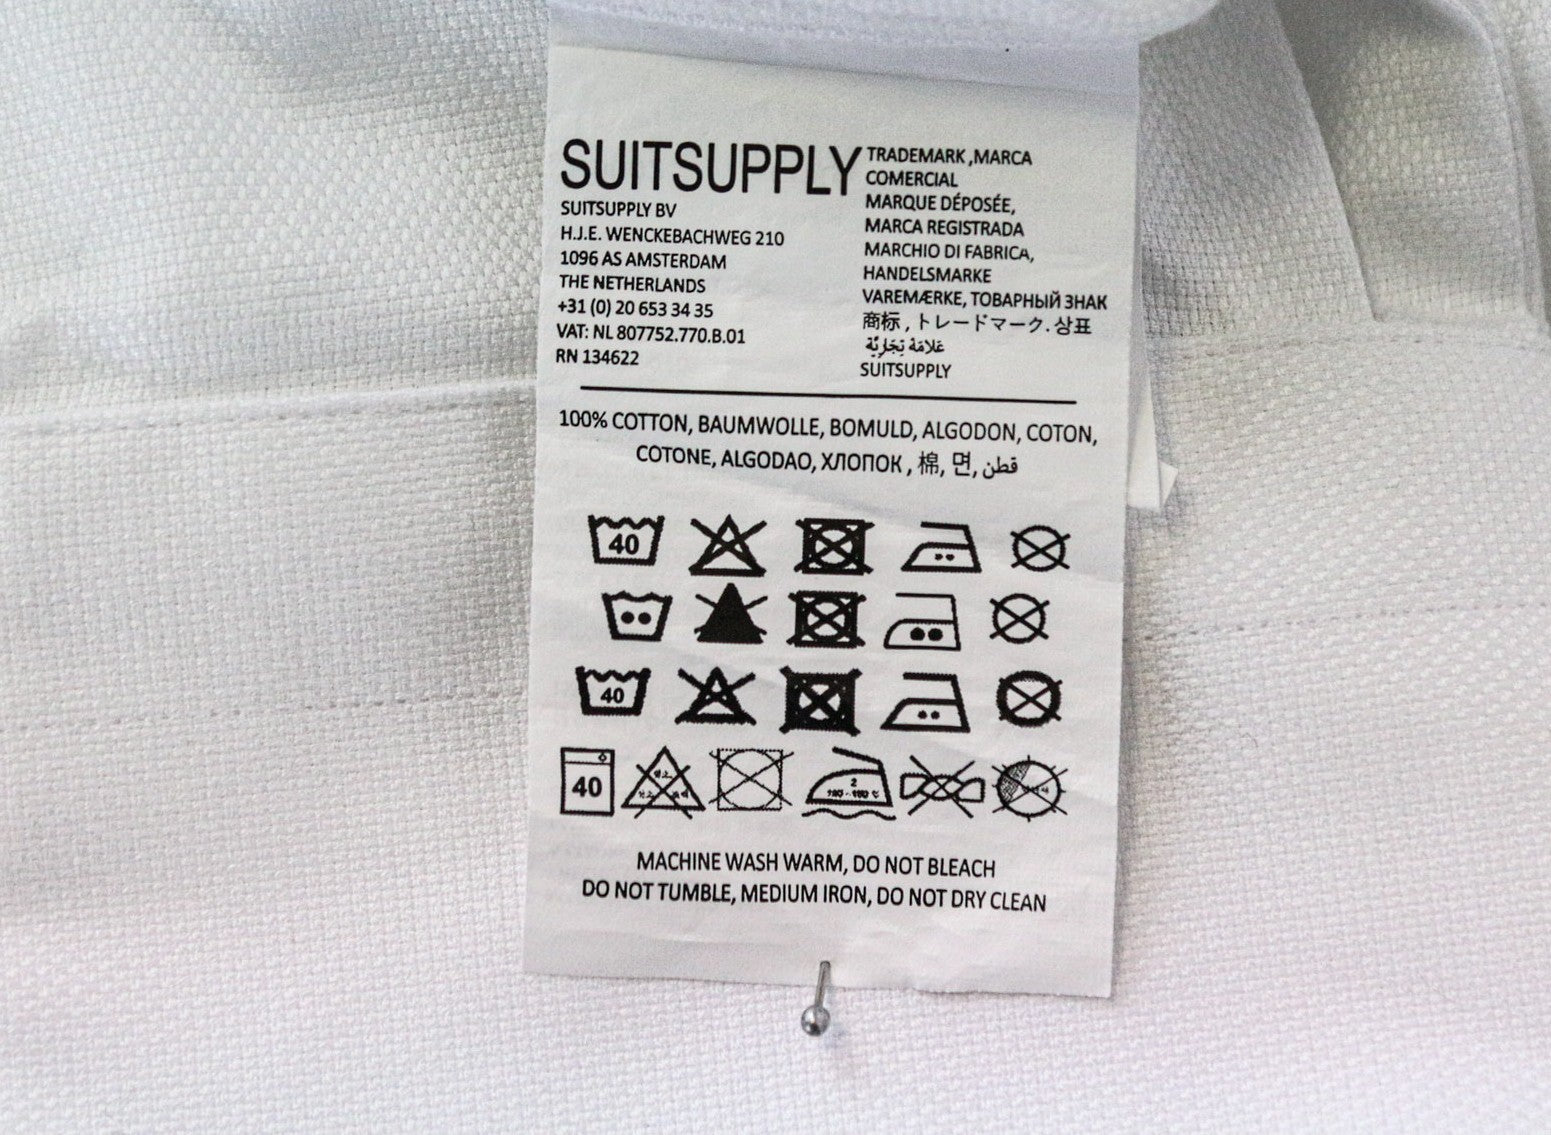 SUITSUPPLY
SUITSUPPLY BV
H.J.E. WENCKEBACHWEG 210
1096 AS AMSTERDAM
THE NETHERLANDS
+31 (0) 20 653 34 35
VAT: NL 807752.770.B.01
RN 134622
TRADEMARK ,MARCA
COMERCIAL
MARQUE DÉPOSÉE,
MARCA REGISTRADA
MARCHIO DI FABRICA,
HANDELSMARKE
VAREMÆRKE, ТОВАРНЫЙ ЗНАК
商标 , トレードマーク. 상표
عَلامَة تِجَارِيَّة
SUITSUPPLY
100% COTTON, BAUMWOLLE, BOMULD, ALGODON, COTON,
COTONE, ALGODAO, ХЛОПОК , 棉, 면, قطن
40
40
40
2
MACHINE WASH WARM, DO NOT BLEACH
DO NOT TUMBLE, MEDIUM IRON, DO NOT DRY CLEAN